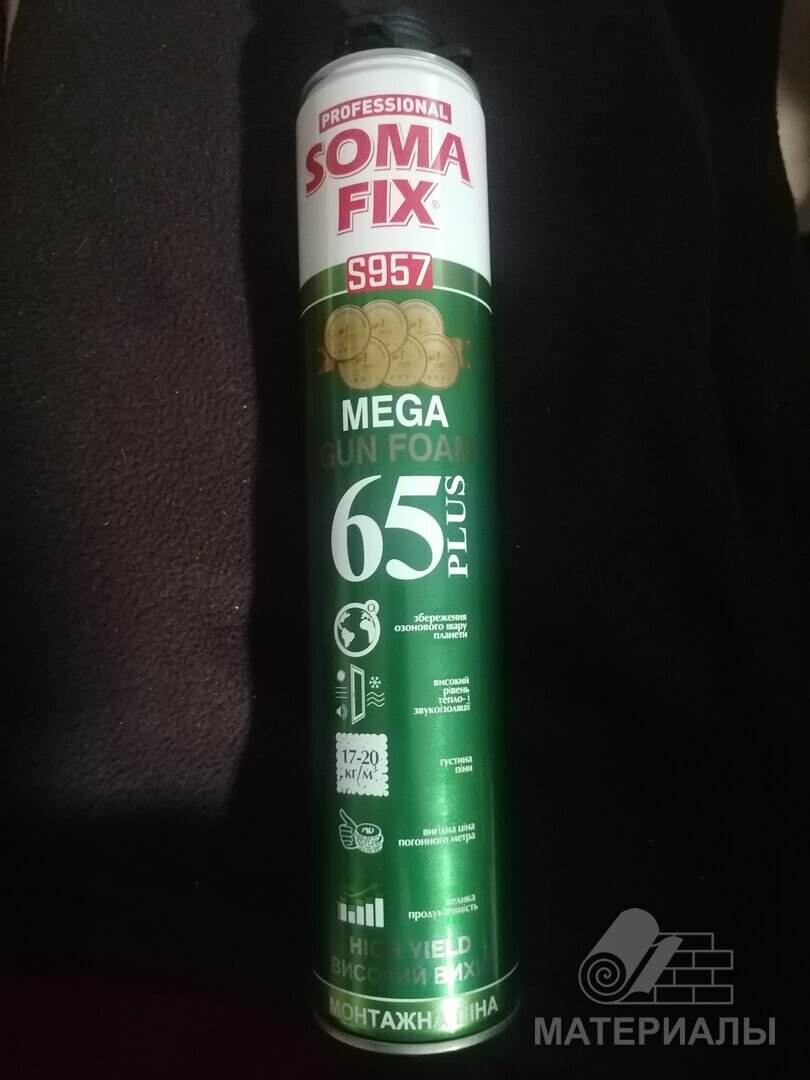 PROFESSIONAL
SOMA
FIX®
S957
MEGA
GUN FOAM
65
PLUS
збереження
озонового шару
планети
високий
рівень
тепло- і
звукоізоляції
17-20
КГ/М³
густина
піни
вигідна ціна
погонного метра
велика
продуктивність
HIGH YIELD
ВИСОКИЙ ВИХІД
МОНТАЖНА ПІНА
МАТЕРИАЛЫ